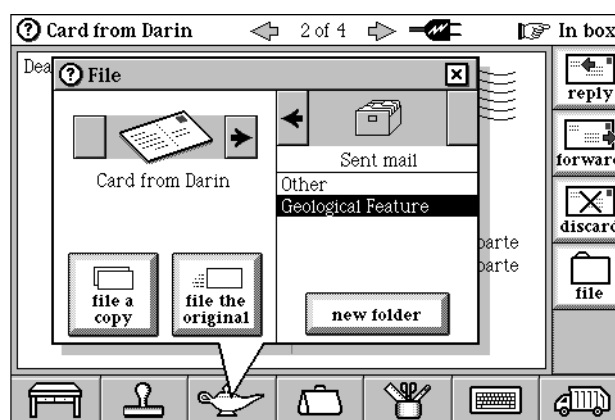 Card from Darin
2 of 4
In box
Dea
File
Card from Darin
Sent mail
Other
Geological Feature
file a
copy
file the
original
new folder
parte
parte
reply
forward
discard
file